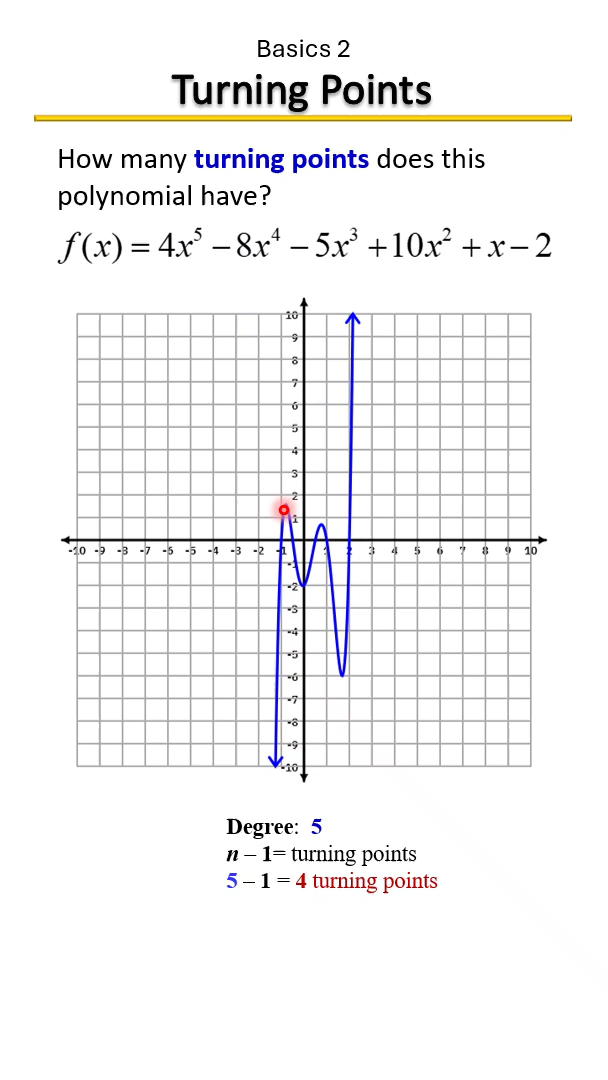 Basics 2
Turning Points
How many turning points does this
polynomial have?
f(x) = 4x⁵ − 8x⁴ − 5x³ + 10x² + x − 2
10
9
8
7
6
5
4
3
2
1
-10 -9 -8 -7 -6 -5 -4 -3 -2 -1 1 2 3 4 5 6 7 8 9 10
-1
-2
-3
-4
-5
-6
-7
-8
-9
-10
Degree: 5
n – 1= turning points
5 – 1 = 4 turning points